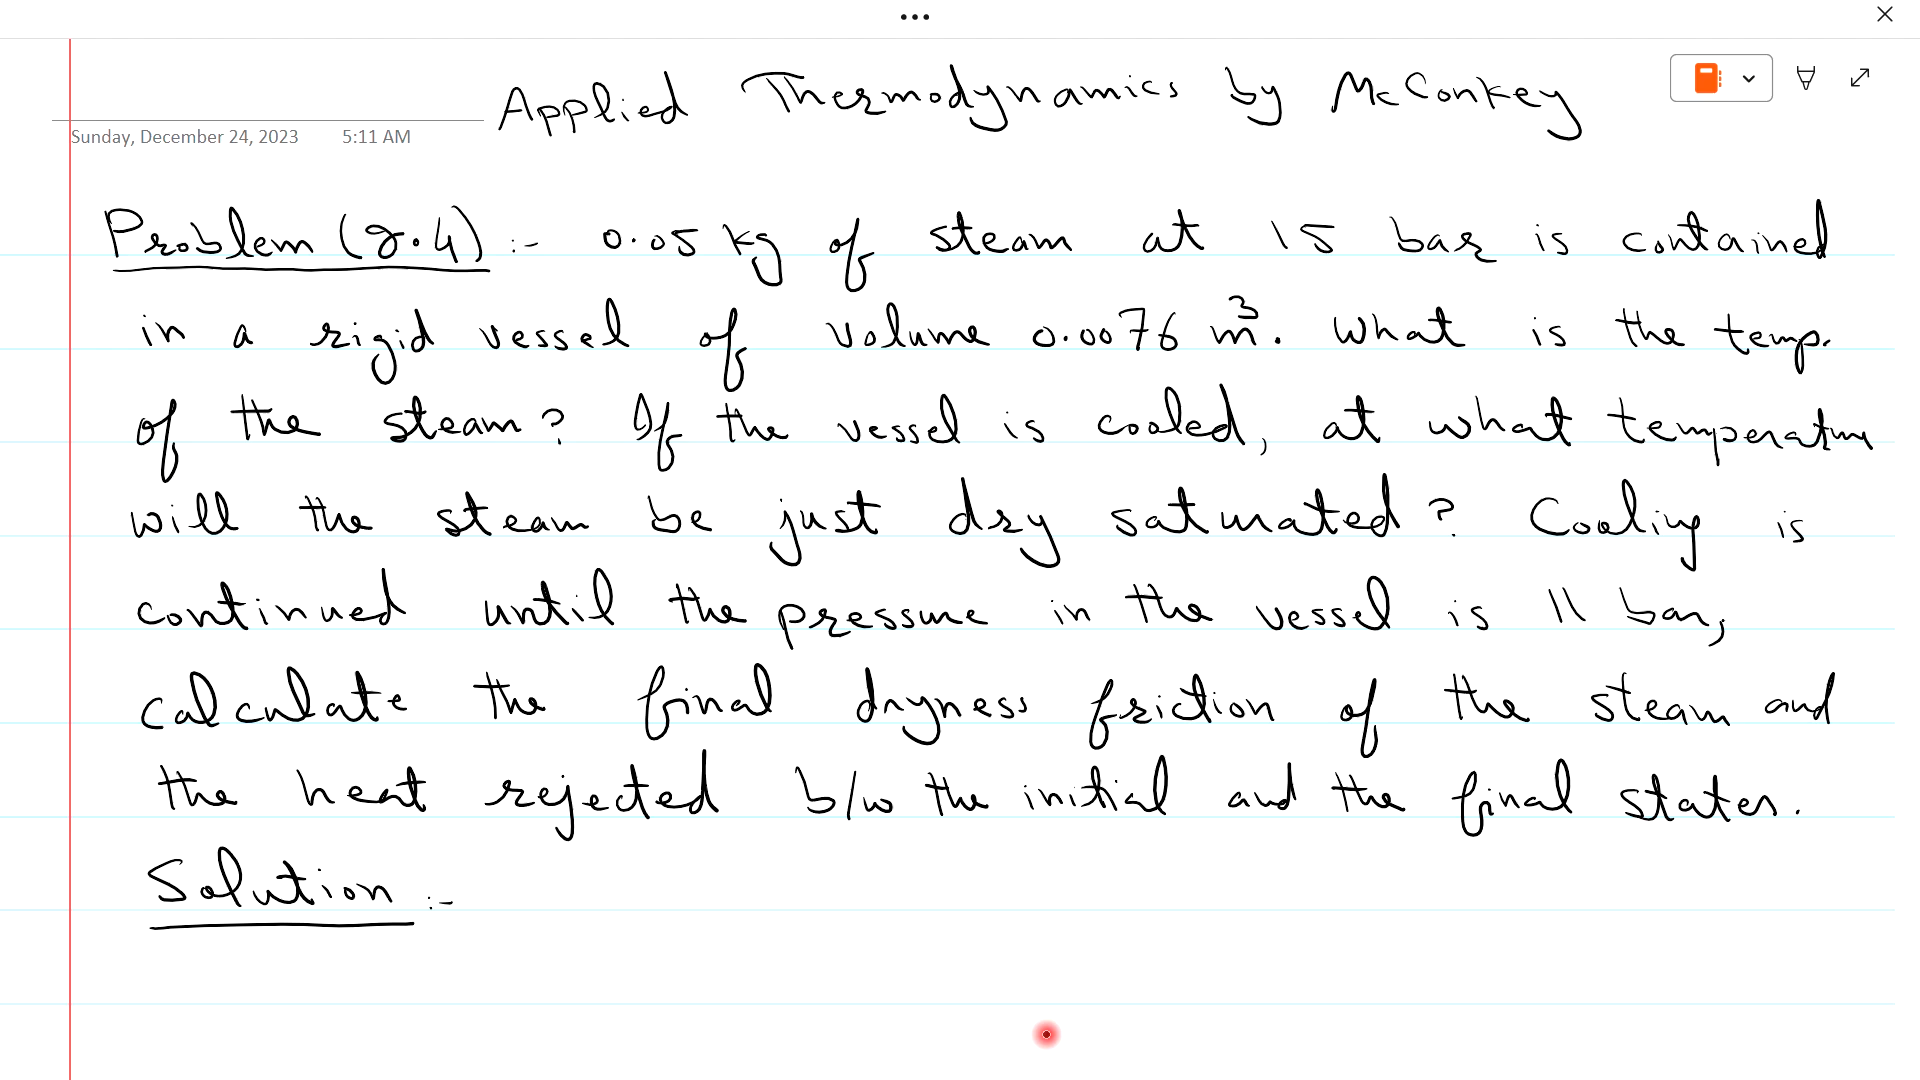 Applied Thermodynamics by McConkey
Sunday, December 24, 2023 5:11 AM
Problem (2.4) :- 0.05 kg of steam at 15 bar is contained
in a rigid vessel of volume 0.0076 m³. What is the temp.
of the steam? If the vessel is cooled, at what temperature
will the steam be just dry saturated? Cooling is
continued until the pressure in the vessel is 11 bar,
calculate the final dryness friction of the steam and
the heat rejected b/w the initial and the final states.
Solution :-